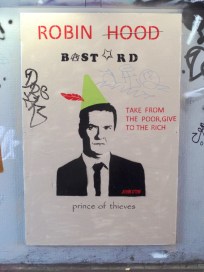 ROBIN HOOD
BAST☆RD
TAKE FROM
THE POOR,GIVE
TO THE RICH
prince of thieves